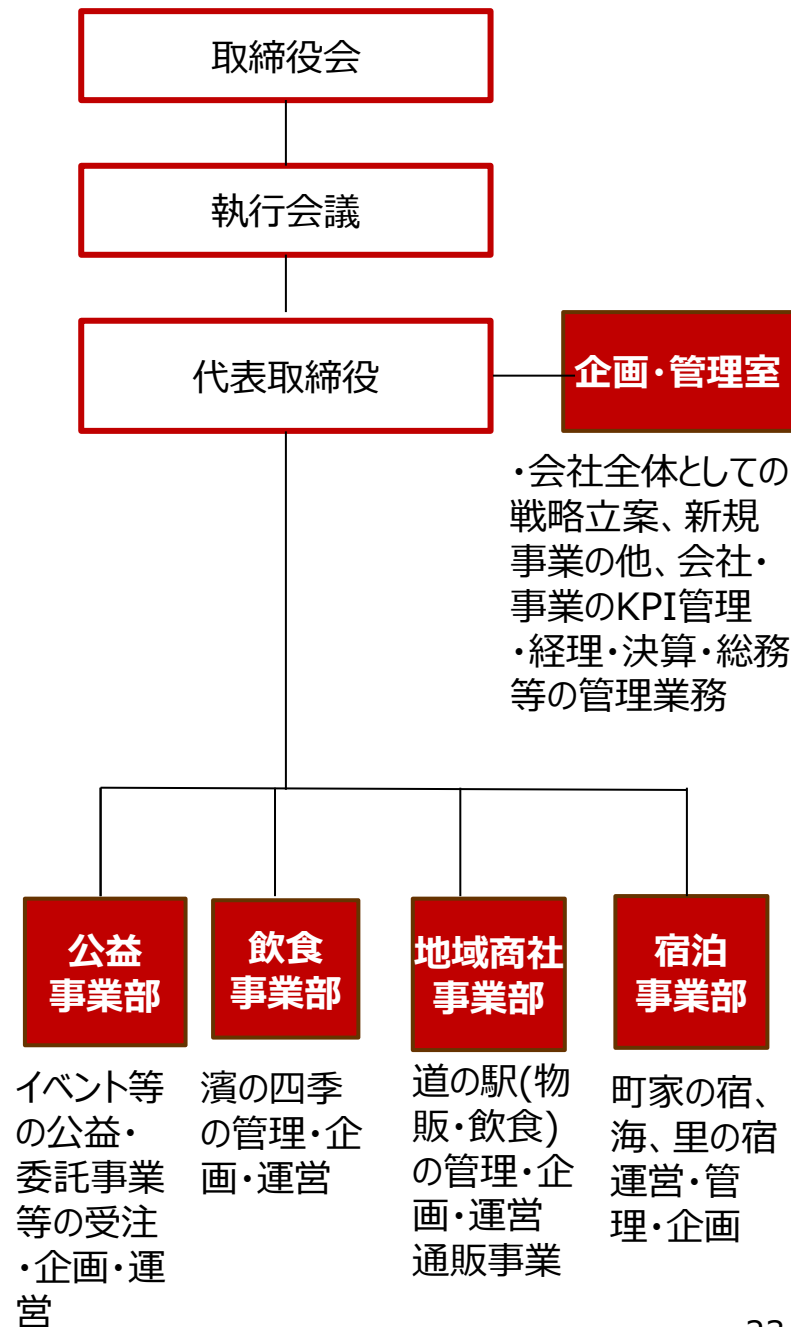 取締役会
執行会議
代表取締役
企画・管理室
・会社全体としての
戦略立案、新規
事業の他、会社・
事業のKPI管理
・経理・決算・総務
等の管理業務
公益
事業部
イベント等
の公益・
委託事業
等の受注
・企画・運
営
飲食
事業部
濱の四季
の管理・企
画・運営
地域商社
事業部
道の駅(物
販・飲食)
の管理・企
画・運営
通販事業
宿泊
事業部
町家の宿、
海、里の宿
運営・管
理・企画